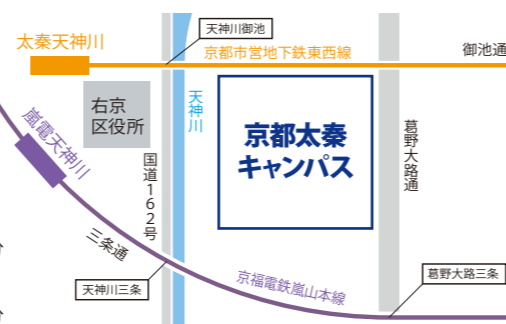 天神川御池
太秦天神川
京都市営地下鉄東西線
御池通
右京
区役所
天神川
京都太秦
キャンパス
葛野大路通
嵐電天神川
国道162号
三条通
天神川三条
京福電鉄嵐山本線
葛野大路三条